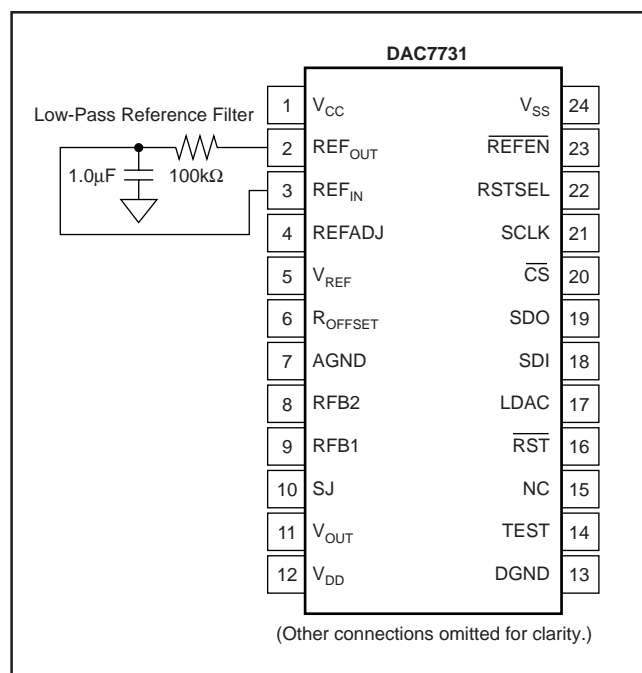 DAC7731
Low-Pass Reference Filter
1.0μF
100kΩ
1 V_CC
2 REF_OUT
3 REF_IN
4 REFADJ
5 V_REF
6 R_OFFSET
7 AGND
8 RFB2
9 RFB1
10 SJ
11 V_OUT
12 V_DD
V_SS 24
R̅E̅F̅E̅N̅ 23
RSTSEL 22
SCLK 21
C̅S̅ 20
SDO 19
SDI 18
LDAC 17
R̅S̅T̅ 16
NC 15
TEST 14
DGND 13
(Other connections omitted for clarity.)